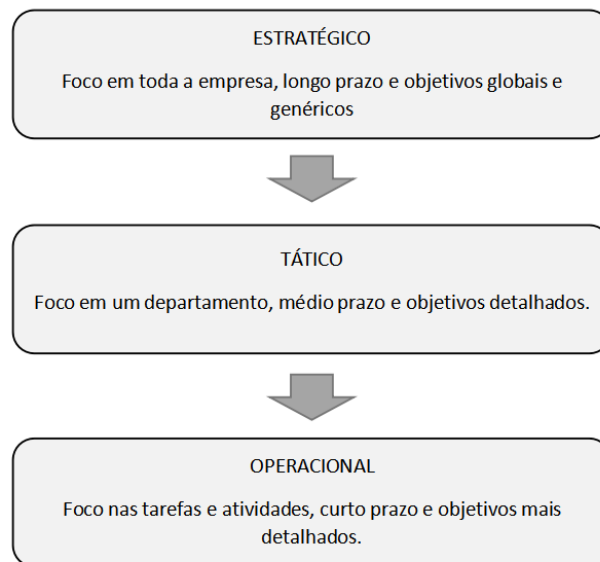 ESTRATÉGICO
Foco em toda a empresa, longo prazo e objetivos globais e
genéricos
TÁTICO
Foco em um departamento, médio prazo e objetivos detalhados.
OPERACIONAL
Foco nas tarefas e atividades, curto prazo e objetivos mais
detalhados.